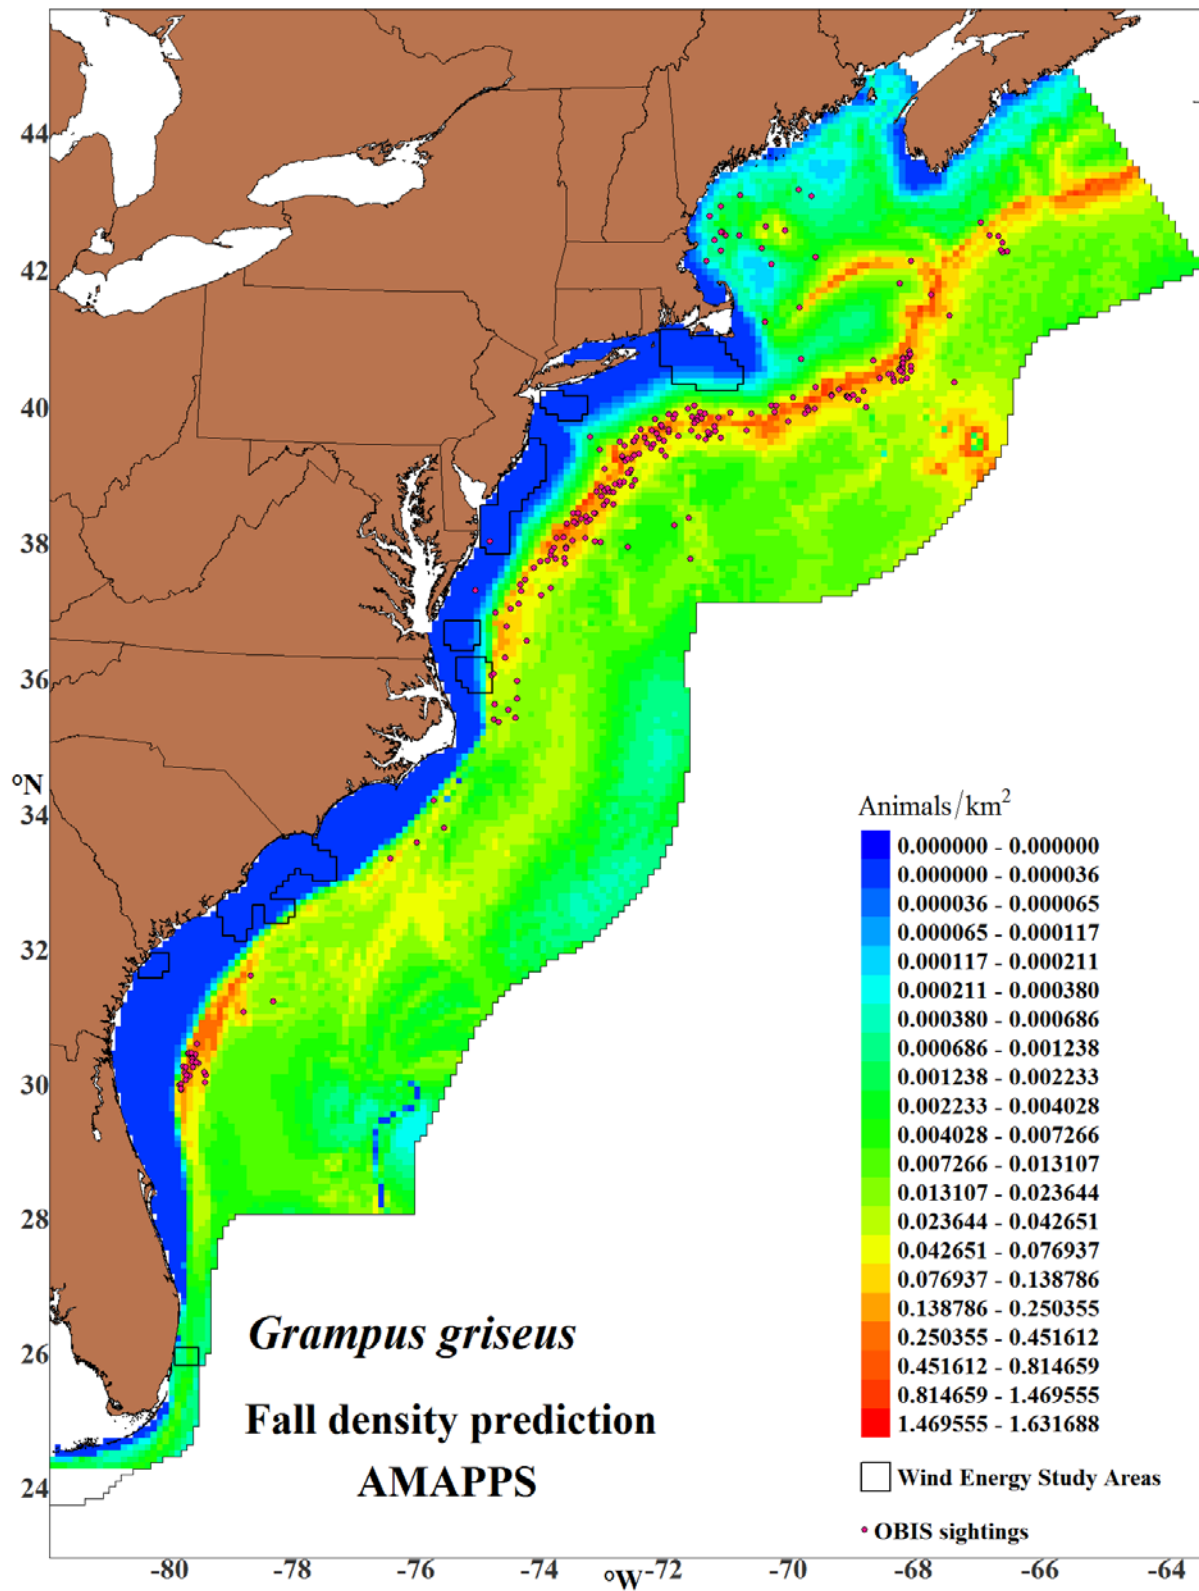 44
42
40
38
36
°N
34
32
30
28
26
24
Animals/km²
0.000000 - 0.000000
0.000000 - 0.000036
0.000036 - 0.000065
0.000065 - 0.000117
0.000117 - 0.000211
0.000211 - 0.000380
0.000380 - 0.000686
0.000686 - 0.001238
0.001238 - 0.002233
0.002233 - 0.004028
0.004028 - 0.007266
0.007266 - 0.013107
0.013107 - 0.023644
0.023644 - 0.042651
0.042651 - 0.076937
0.076937 - 0.138786
0.138786 - 0.250355
0.250355 - 0.451612
0.451612 - 0.814659
0.814659 - 1.469555
1.469555 - 1.631688
Wind Energy Study Areas
OBIS sightings
Grampus griseus
Fall density prediction
AMAPPS
-80 -78 -76 -74 °W -72 -70 -68 -66 -64